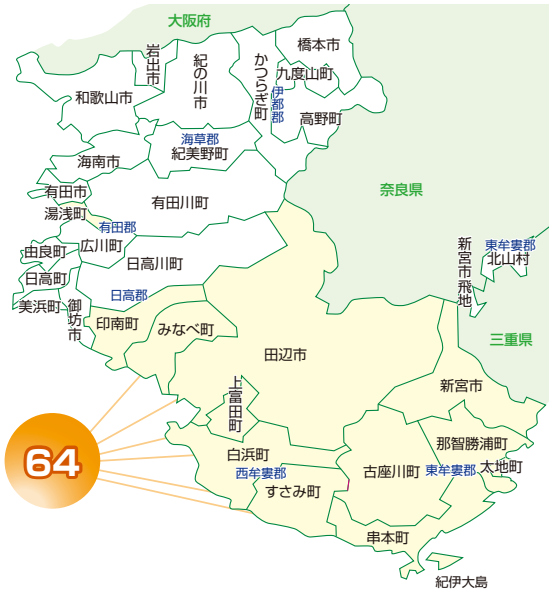 大阪府
橋本市
岩出市
紀の川市
かつらぎ町
九度山町
和歌山市
伊都郡
高野町
海草郡
紀美野町
海南市
奈良県
有田市
有田川町
湯浅町
有田郡
広川町
由良町
日高川町
東牟婁郡
北山村
新宮市飛地
日高町
日高郡
美浜町
御坊市
印南町
みなべ町
三重県
田辺市
新宮市
上富田町
那智勝浦町
白浜町
64
西牟婁郡
古座川町
東牟婁郡
太地町
すさみ町
串本町
紀伊大島